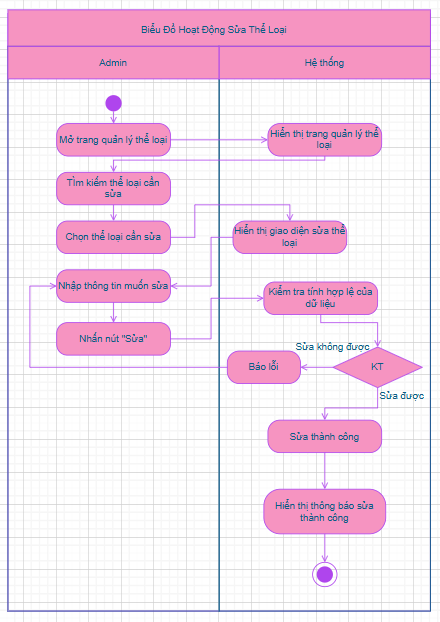 Biểu Đồ Hoạt Động Sửa Thể Loại
Admin
Hệ thống
Mở trang quản lý thể loại
Hiển thị trang quản lý thể
loại
Tìm kiếm thể loại cần
sửa
Chọn thể loại cần sửa
Hiển thị giao diện sửa thể
loại
Nhập thông tin muốn sửa
Kiểm tra tính hợp lệ của
dữ liệu
Nhấn nút "Sửa"
Sửa không được
Báo lỗi
KT
Sửa được
Sửa thành công
Hiển thị thông báo sửa
thành công